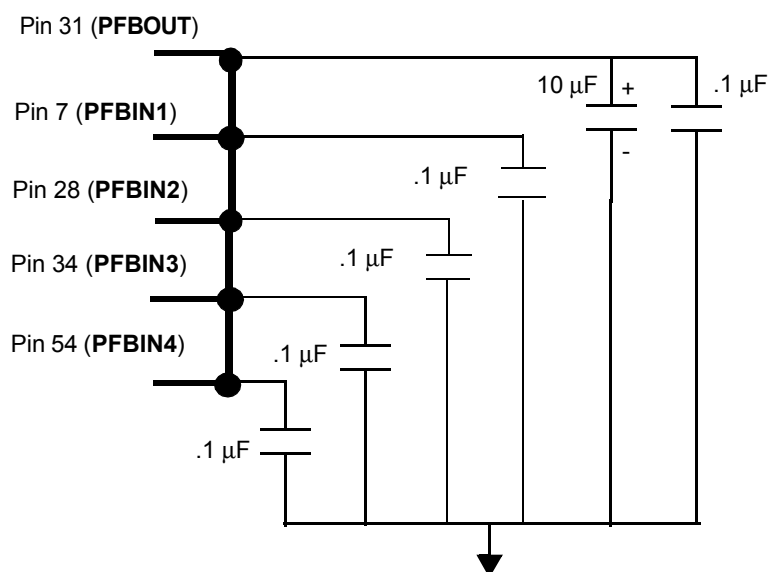 Pin 31 (PFBOUT)
10 μF + .1 μF
Pin 7 (PFBIN1)
-
.1 μF
Pin 28 (PFBIN2)
.1 μF
Pin 34 (PFBIN3)
Pin 54 (PFBIN4)
.1 μF
.1 μF